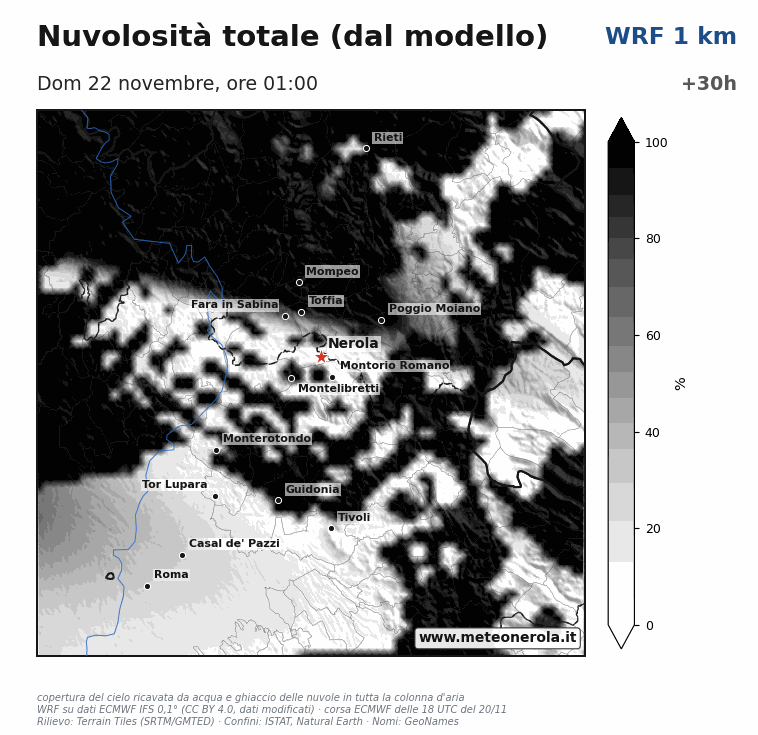 Nuvolosità totale (dal modello)
WRF 1 km
Dom 22 novembre, ore 01:00
+30h
Rieti
Mompeo
Toffia
Fara in Sabina
Poggio Moiano
Nerola
Montorio Romano
Montelibretti
Monterotondo
Tor Lupara
Guidonia
Tivoli
Casal de' Pazzi
Roma
www.meteonerola.it
100
80
60
40
20
0
%
copertura del cielo ricavata da acqua e ghiaccio delle nuvole in tutta la colonna d'aria
WRF su dati ECMWF IFS 0,1° (CC BY 4.0, dati modificati) · corsa ECMWF delle 18 UTC del 20/11
Rilievo: Terrain Tiles (SRTM/GMTED) · Confini: ISTAT, Natural Earth · Nomi: GeoNames